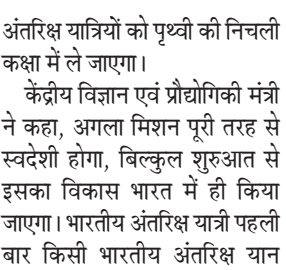 अंतरिक्ष यात्रियों को पृथ्वी की निचली
कक्षा में ले जाएगा।
केंद्रीय विज्ञान एवं प्रौद्योगिकी मंत्री
ने कहा, अगला मिशन पूरी तरह से
स्वदेशी होगा, बिल्कुल शुरुआत से
इसका विकास भारत में ही किया
जाएगा। भारतीय अंतरिक्ष यात्री पहली
बार किसी भारतीय अंतरिक्ष यान